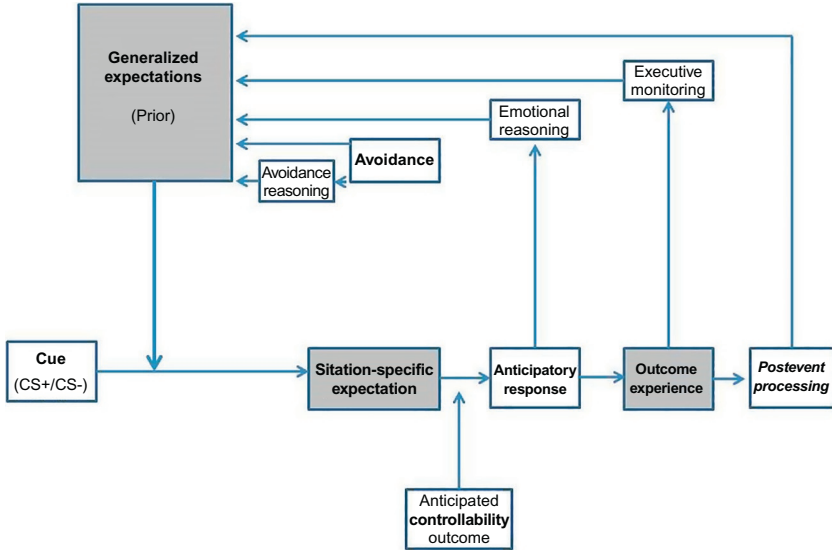 Generalized
expectations
(Prior)
Executive
monitoring
Emotional
reasoning
Avoidance
Avoidance
reasoning
Cue
(CS+/CS-)
Sitation-specific
expectation
Anticipatory
response
Outcome
experience
Postevent
processing
Anticipated
controllability
outcome